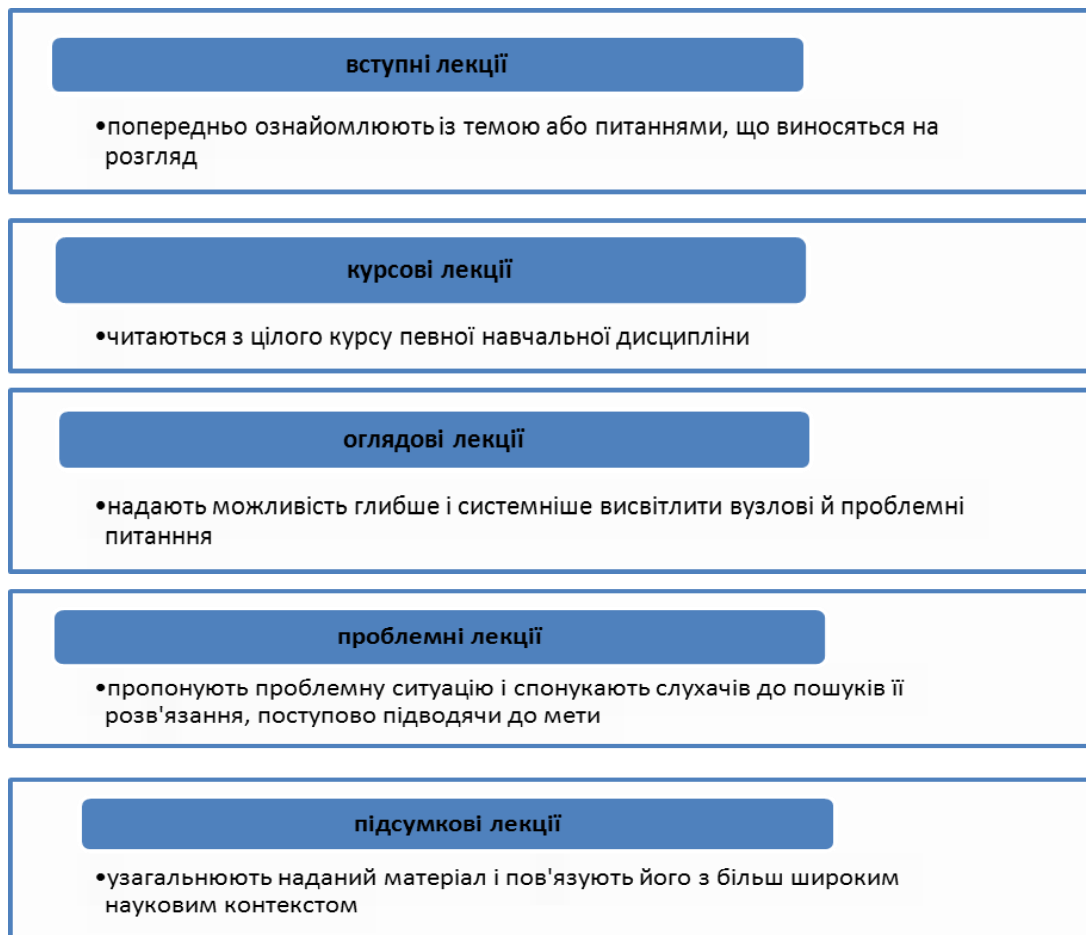 вступні лекції
•попередньо ознайомлюють із темою або питаннями, що виносяться на
розгляд
курсові лекції
•читаються з цілого курсу певної навчальної дисципліни
оглядові лекції
•надають можливість глибше і системніше висвітлити вузлові й проблемні
питанння
проблемні лекції
•пропонують проблемну ситуацію і спонукають слухачів до пошуків її
розв'язання, поступово підводячи до мети
підсумкові лекції
•узагальнюють наданий матеріал і пов'язують його з більш широким
науковим контекстом